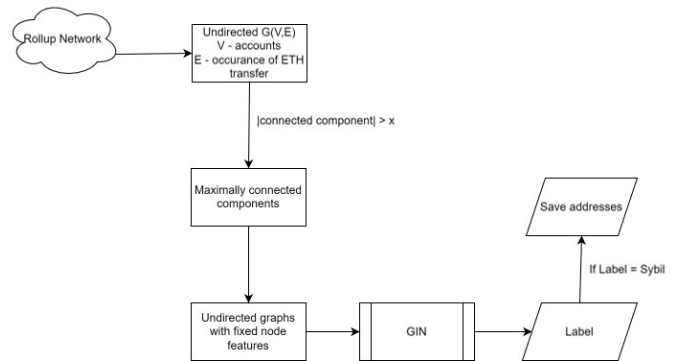 Rollup Network
Undirected G(V,E)
V - accounts
E - occurance of ETH
transfer
|connected component| > x
Maximally connected
components
Save addresses
If Label = Sybil
Undirected graphs
with fixed node
features
GIN
Label